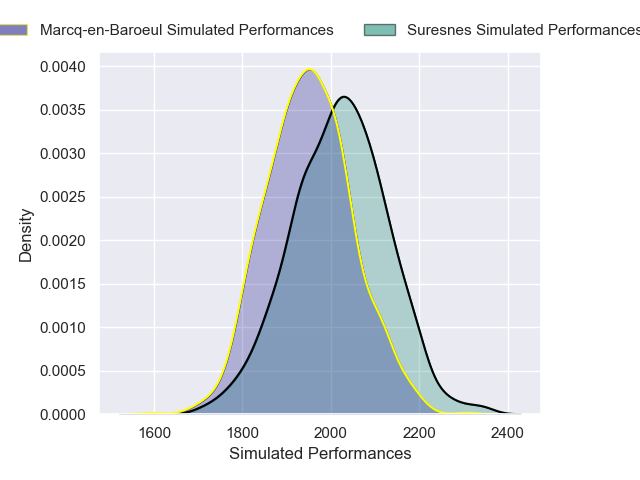 Marcq-en-Baroeul Simulated Performances
Suresnes Simulated Performances
0.0040
0.0035
0.0030
0.0025
0.0020
0.0015
0.0010
0.0005
0.0000
Density
1600 1800 2000 2200 2400
Simulated Performances